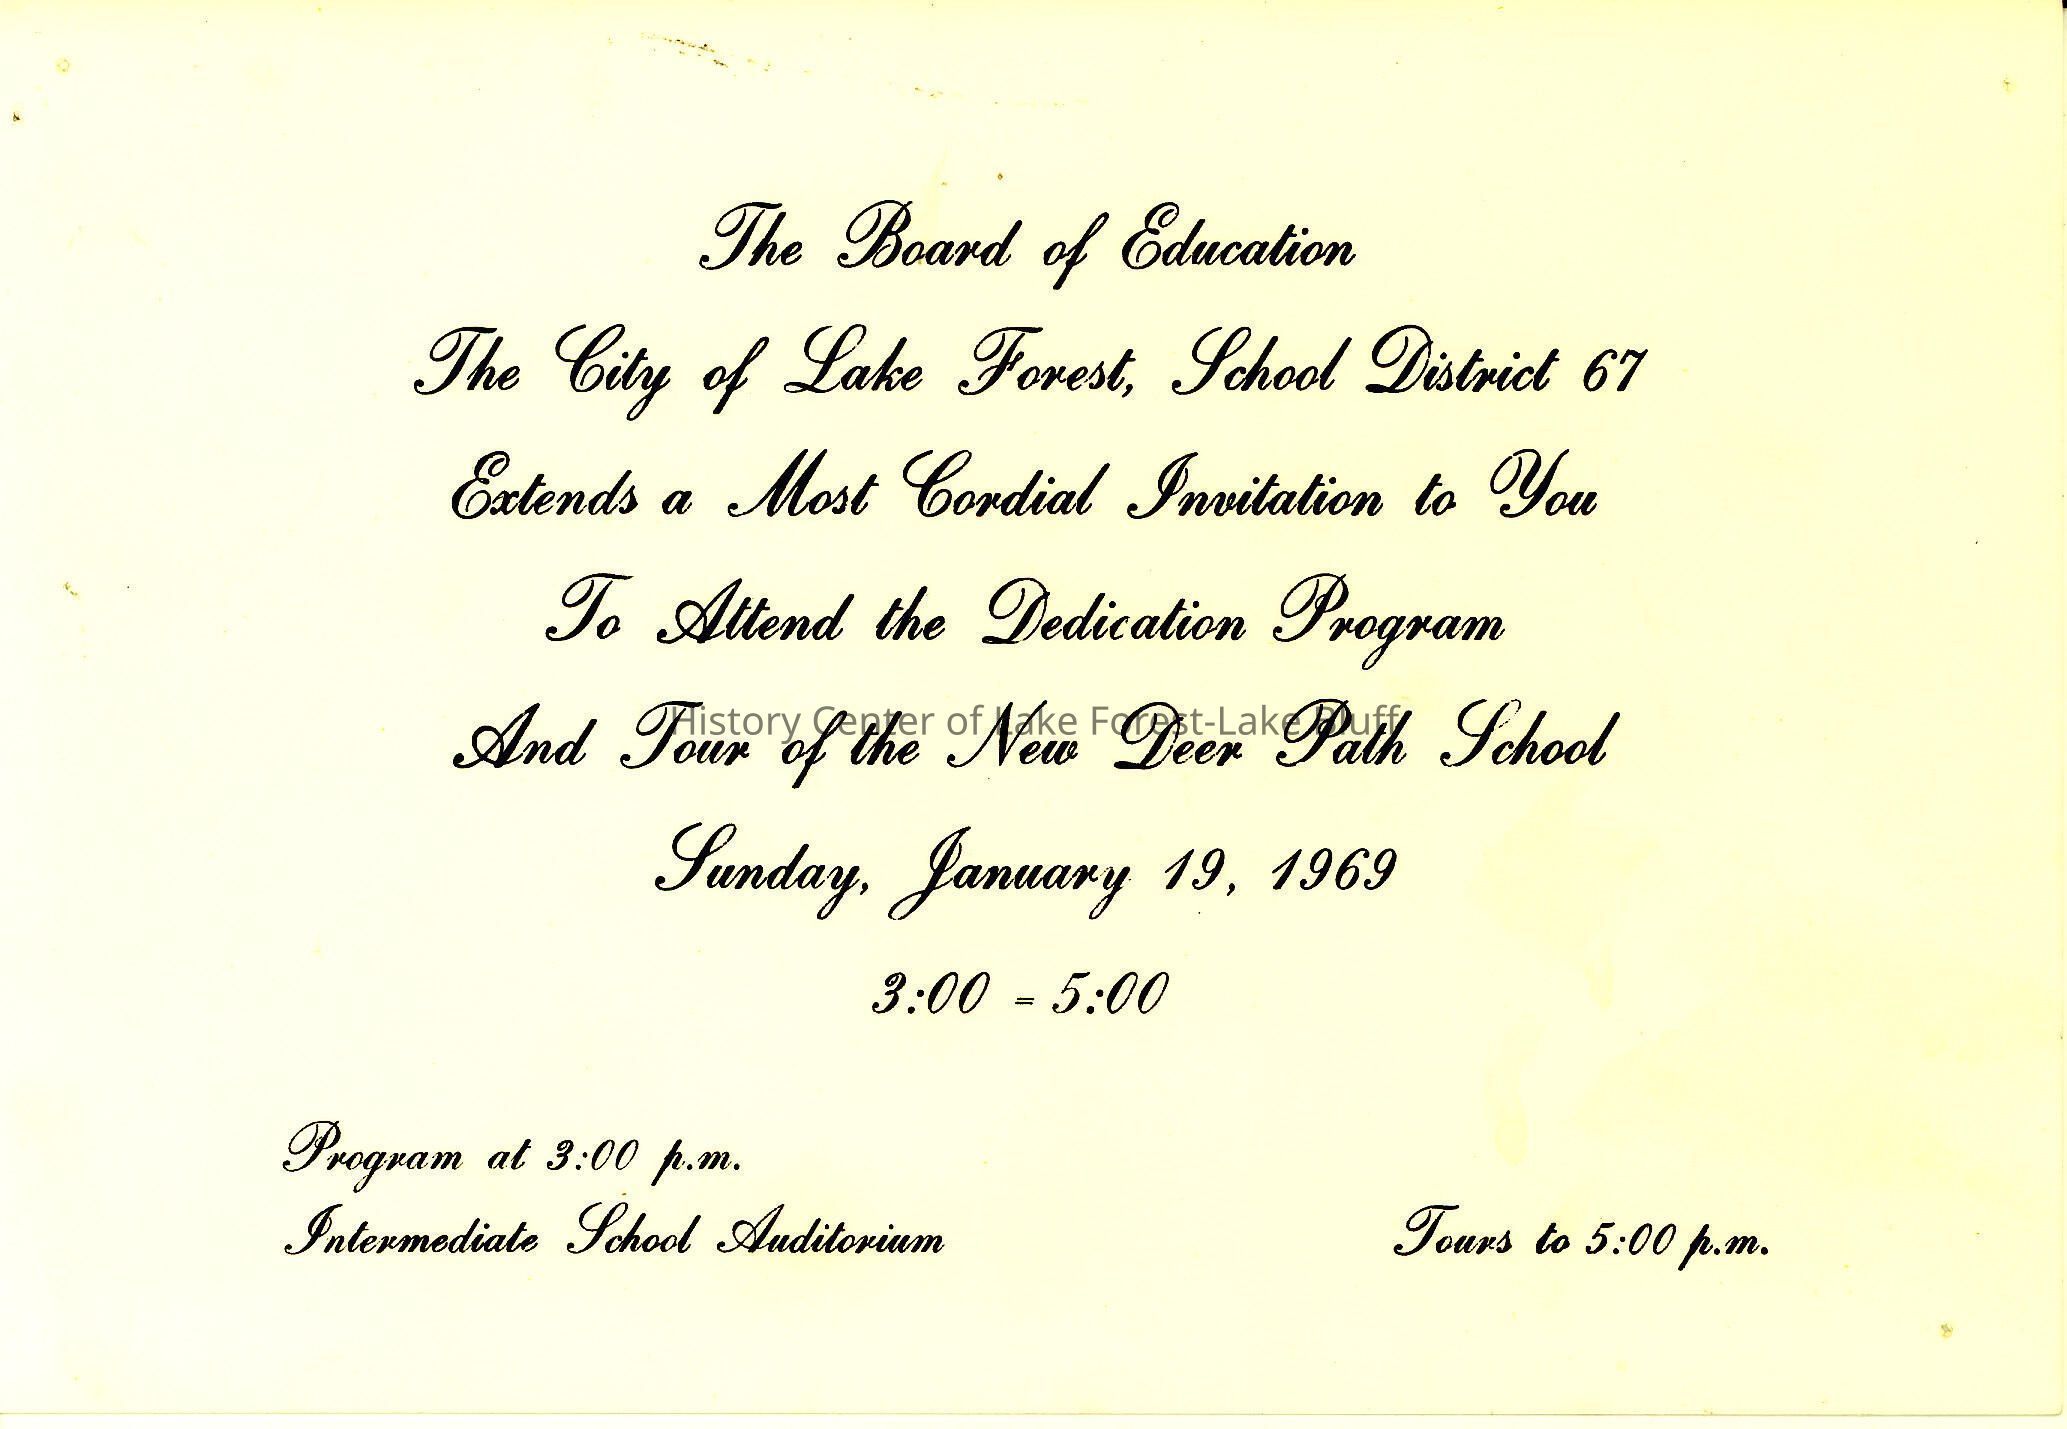 The Board of Education
The City of Lake Forest, School District 67
Extends a Most Cordial Invitation to You
To Attend the Dedication Program
History Center of Lake Forest-Lake Bluff
And Tour of the New Deer Path School
Sunday, January 19, 1969
3:00 = 5:00
Program at 3:00 p.m.
Intermediate School Auditorium
Tours to 5:00 p.m.